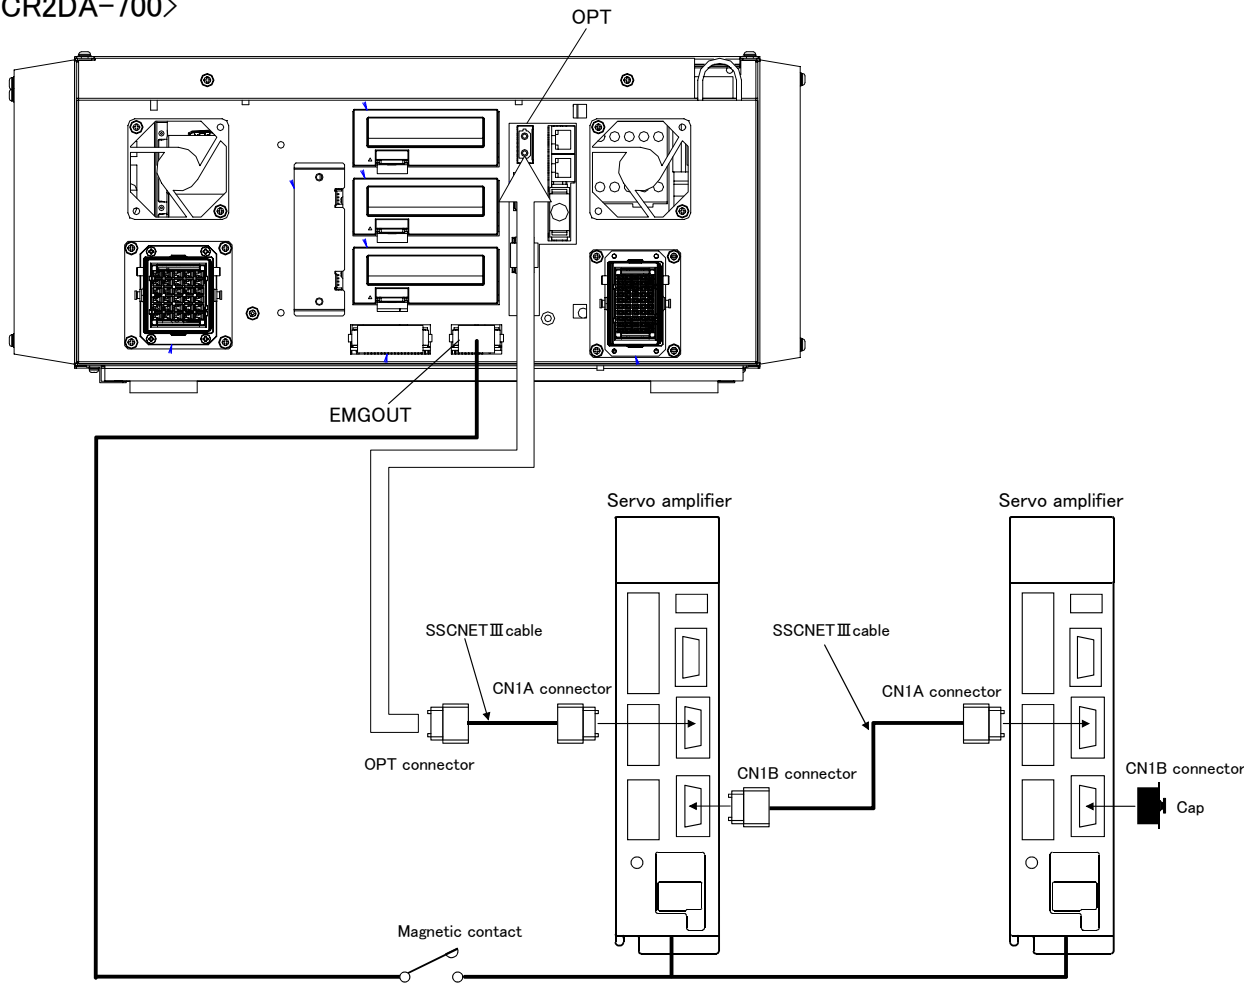 CR2DA-700>
OPT
EMGOUT
Servo amplifier
Servo amplifier
SSCNETⅢcable
SSCNETⅢcable
CN1A connector
CN1A connector
OPT connector
CN1B connector
CN1B connector
Cap
Magnetic contact